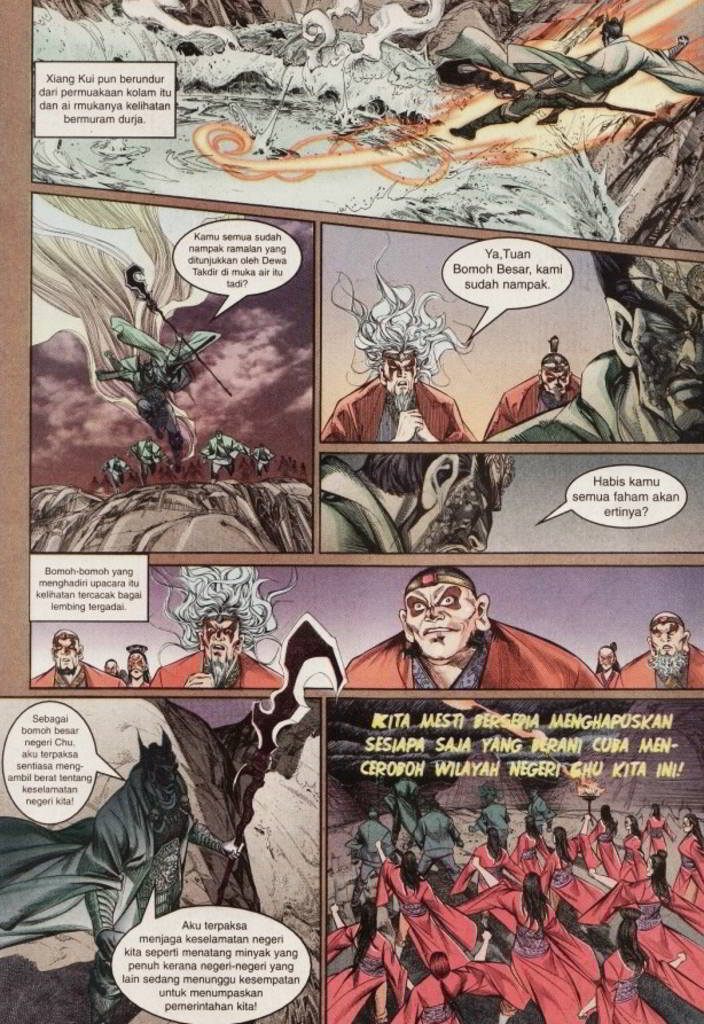 Xiang Kui pun berundur
dari permuakaan kolam itu
dan ai rmukanya kelihatan
bermuram durja.
Kamu semua sudah
nampak ramalan yang
ditunjukkan oleh Dewa
Takdir di muka air itu
tadi?
Ya,Tuan
Bomoh Besar, kami
sudah nampak.
Habis kamu
semua faham akan
ertinya?
Bomoh-bomoh yang
menghadiri upacara itu
kelihatan tercacak bagai
lembing tergadai.
Sebagai
bomoh besar
negeri Chu,
aku terpaksa
sentiasa meng-
ambil berat tentang
keselamatan
negeri kita!
KITA MESTI BERSEDIA MENGHAPUSKAN
SESIAPA SAJA YANG BERANI CUBA MEN-
CEROBOH WILAYAH NEGERI CHU KITA INI!
Aku terpaksa
menjaga keselamatan negeri
kita seperti menatang minyak yang
penuh kerana negeri-negeri yang
lain sedang menunggu kesempatan
untuk menumpaskan
pemerintahan kita!